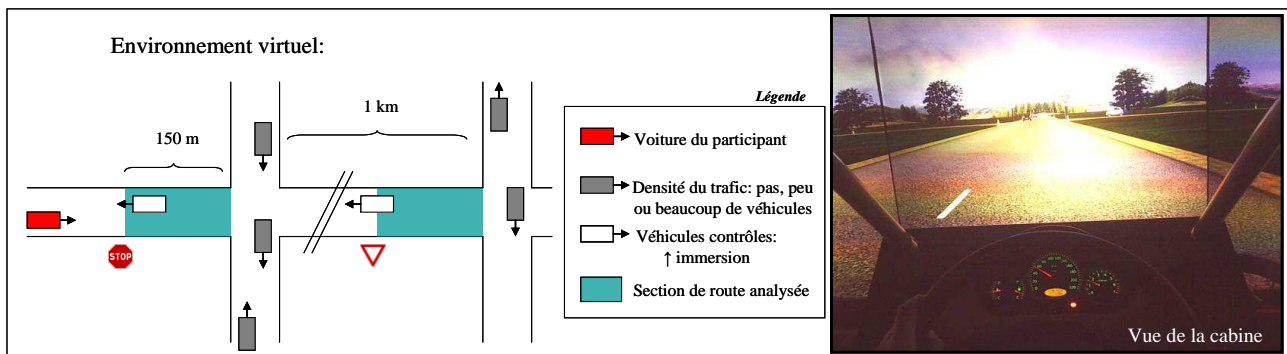 Environnement virtuel:
1 km
150 m
STOP
Légende
Voiture du participant
Densité du trafic: pas, peu
ou beaucoup de véhicules
Véhicules contrôles:
↑ immersion
Section de route analysée
Vue de la cabine